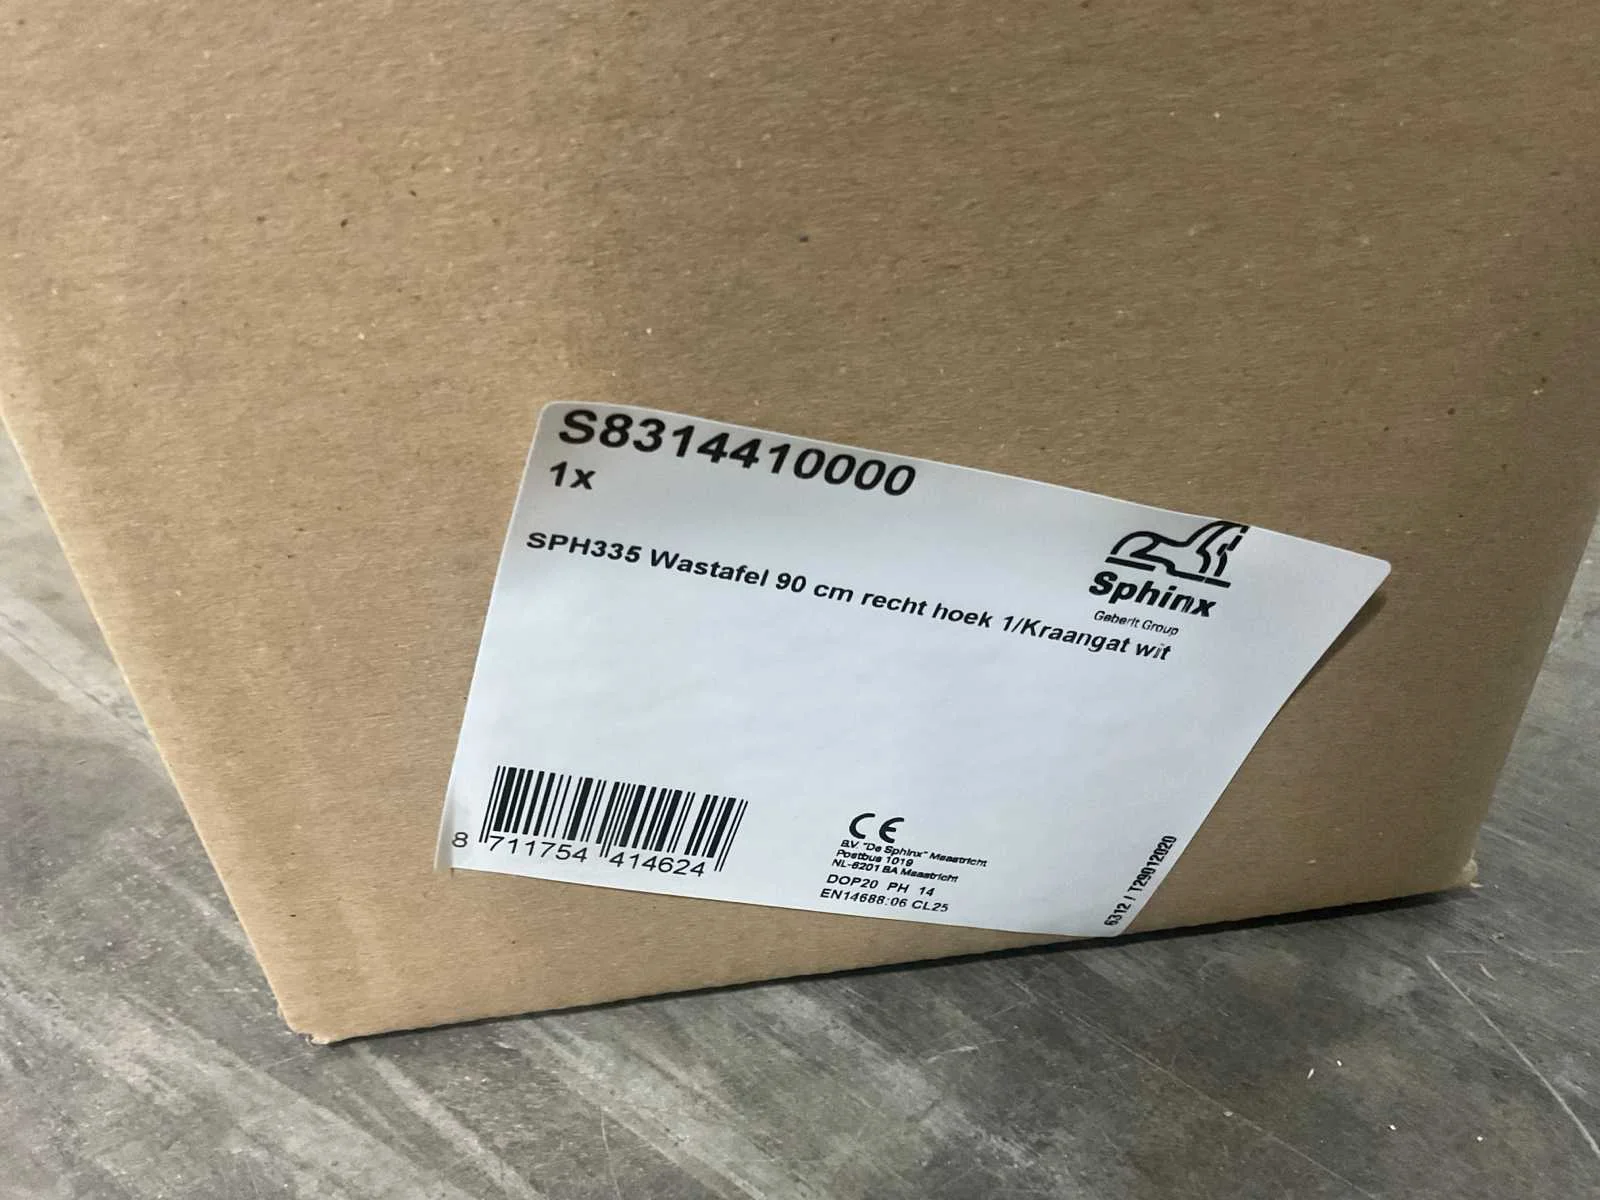 S8314410000
1x
SPH335 Wastafel 90 cm recht hoek 1/Kraangat wit
Sphinx
Geberit Group
8 711754 414624
CE
B.V. "De Sphinx" Maastricht
Postbus 1019
NL-6201 BA Maastricht
DOP20 PH 14
EN14688:06 CL25
6312 / T29012020